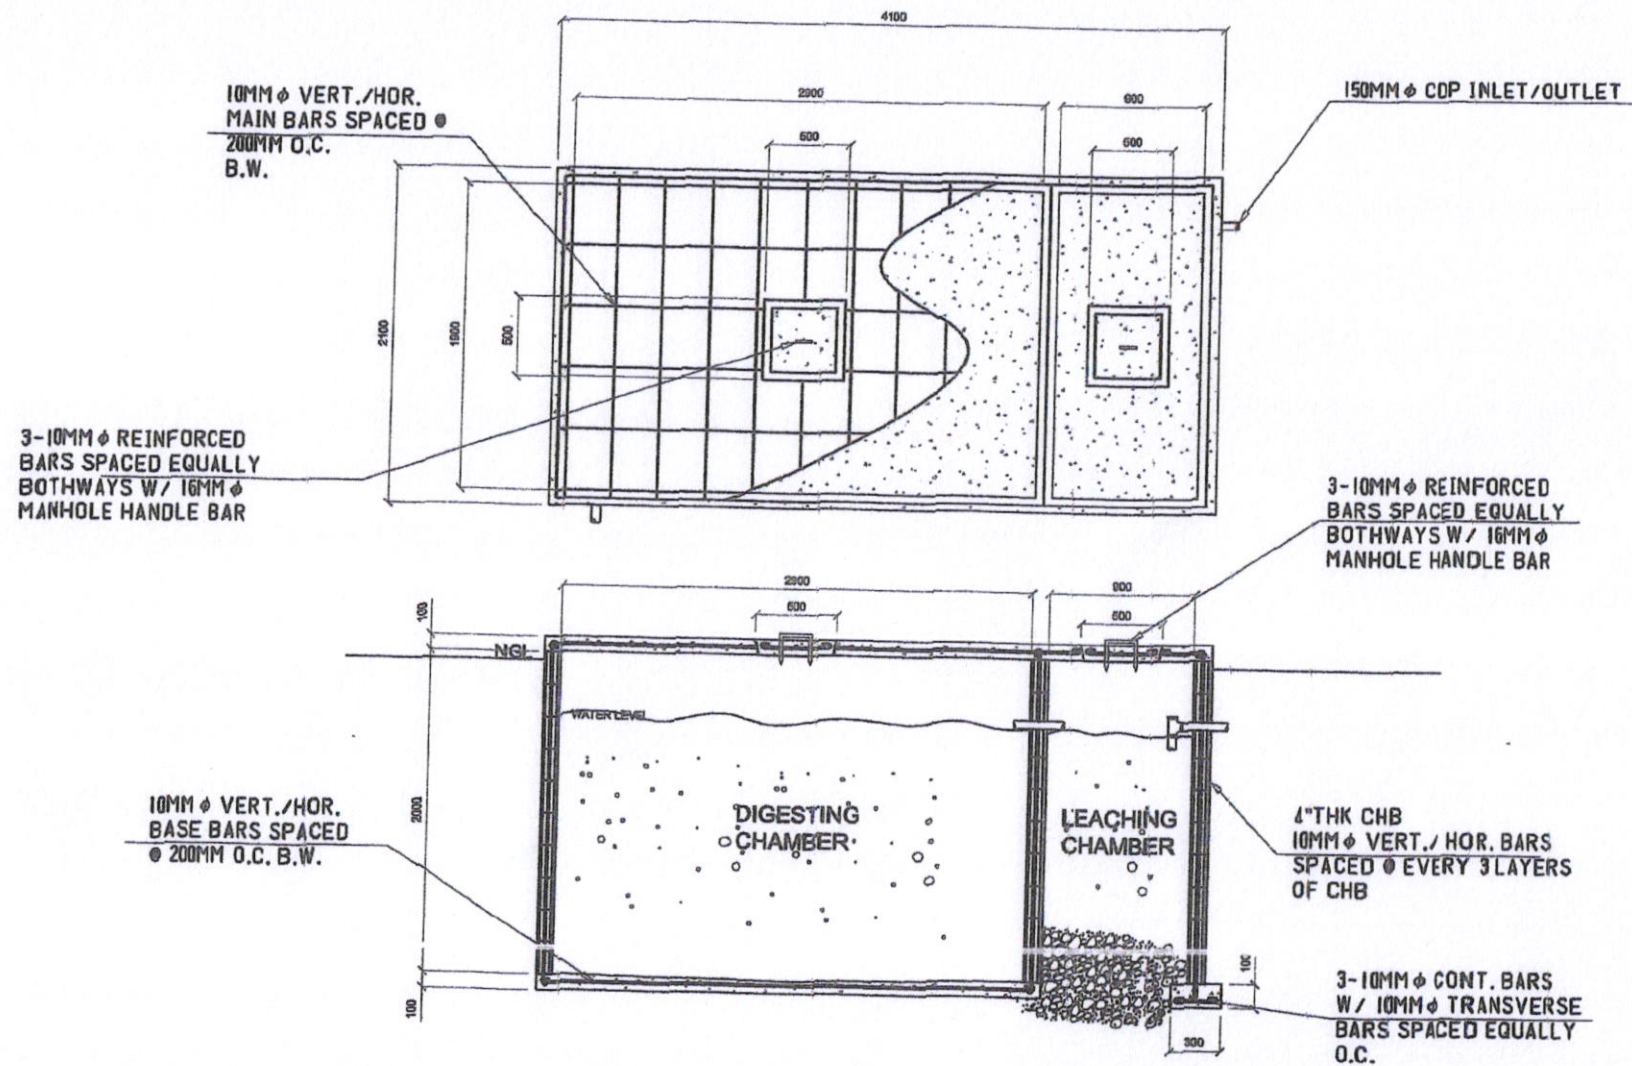 4100
10MM ϕ VERT./HOR.
MAIN BARS SPACED @
200MM O.C.
B.W.
2900
900
150MM ϕ CDP INLET/OUTLET
500
500
2100
1900
500
3-10MM ϕ REINFORCED
BARS SPACED EQUALLY
BOTHWAYS W/ 16MM ϕ
MANHOLE HANDLE BAR
3-10MM ϕ REINFORCED
BARS SPACED EQUALLY
BOTHWAYS W/ 16MM ϕ
MANHOLE HANDLE BAR
2900
900
100
500
500
NGL
WATER LEVEL
10MM ϕ VERT./HOR.
BASE BARS SPACED
@ 200MM O.C. B.W.
2000
DIGESTING
CHAMBER
LEACHING
CHAMBER
4"THK CHB
10MM ϕ VERT./HOR. BARS
SPACED @ EVERY 3 LAYERS
OF CHB
100
100
3-10MM ϕ CONT. BARS
W/ 10MM ϕ TRANSVERSE
BARS SPACED EQUALLY
O.C.
300